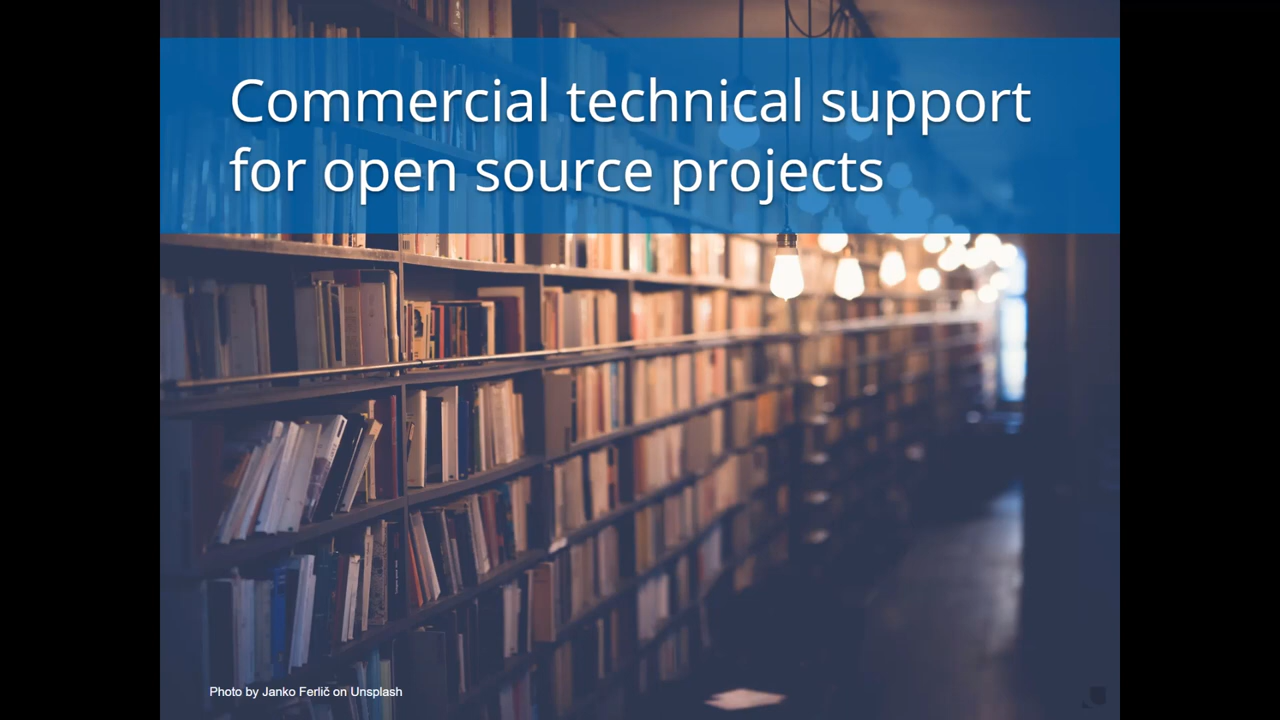 Commercial technical support
for open source projects
Photo by Janko Ferlič on Unsplash